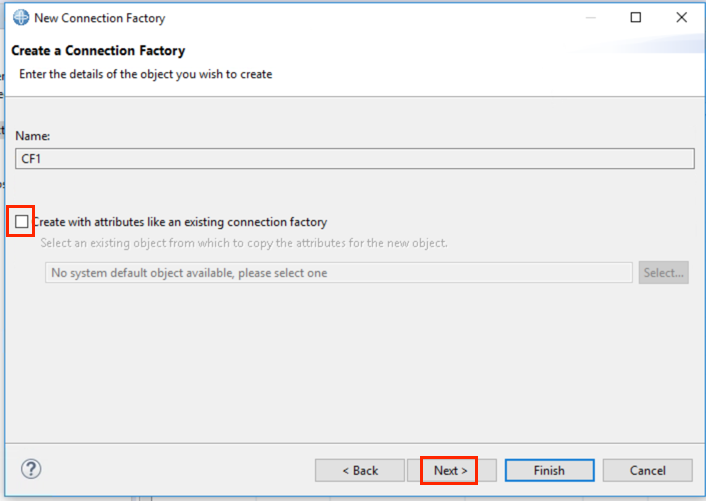 New Connection Factory
Create a Connection Factory
Enter the details of the object you wish to create
Name:
CF1
Create with attributes like an existing connection factory
Select an existing object from which to copy the attributes for the new object.
No system default object available, please select one
Select...
?
< Back
Next >
Finish
Cancel